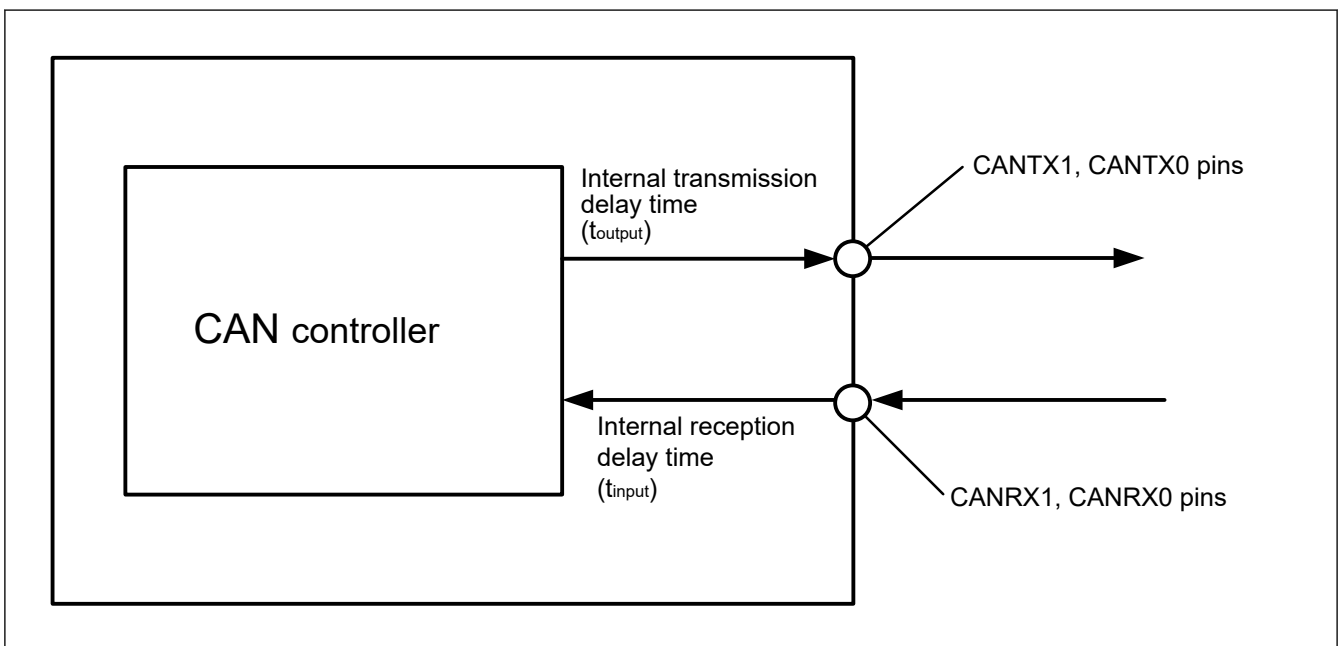 Internal transmission
delay time
(toutput)
CANTX1, CANTX0 pins
CAN controller
Internal reception
delay time
(tinput)
CANRX1, CANRX0 pins